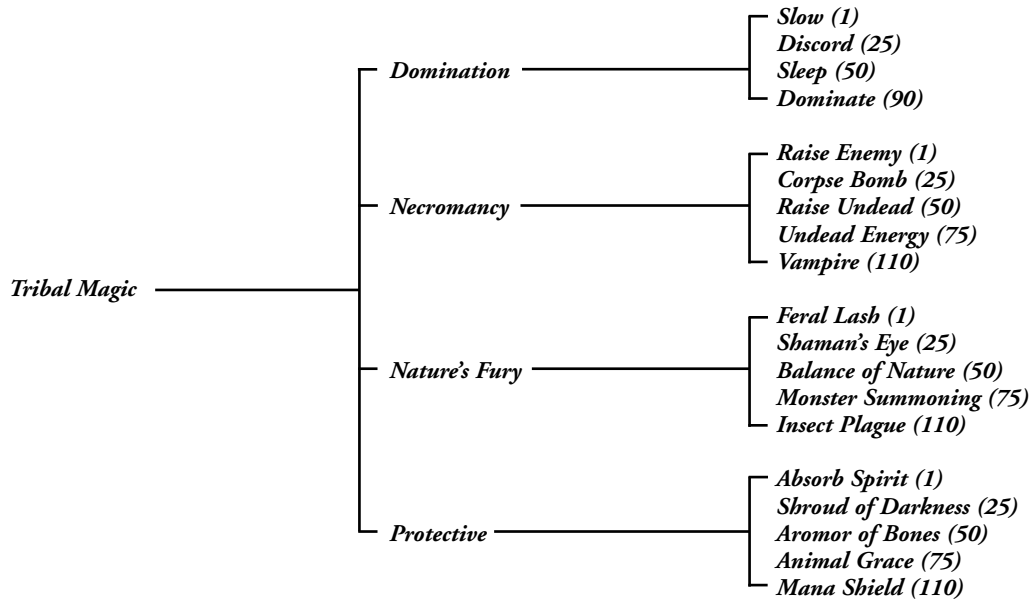 Tribal Magic
Domination
Slow (1)
Discord (25)
Sleep (50)
Dominate (90)
Necromancy
Raise Enemy (1)
Corpse Bomb (25)
Raise Undead (50)
Undead Energy (75)
Vampire (110)
Nature's Fury
Feral Lash (1)
Shaman's Eye (25)
Balance of Nature (50)
Monster Summoning (75)
Insect Plague (110)
Protective
Absorb Spirit (1)
Shroud of Darkness (25)
Aromor of Bones (50)
Animal Grace (75)
Mana Shield (110)